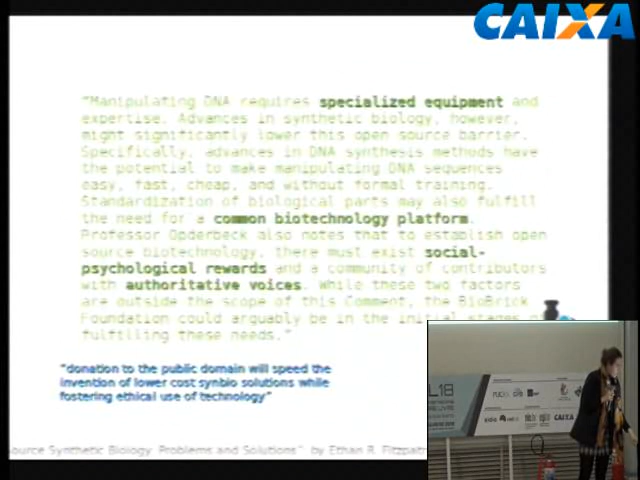 CAIXA
"Manipulating DNA requires specialized equipment and
expertise. Advances in synthetic biology, however,
might significantly lower this open source barrier.
Specifically, advances in DNA synthesis methods have
the potential to make manipulating DNA sequences
easy, fast, cheap, and without formal training.
Standardization of biological parts may also fulfill
the need for a common biotechnology platform.
Professor Opderbeck also notes that to establish open
source biotechnology, there must exist social-
psychological rewards and a community of contributors
with authoritative voices. While these two factors
are outside the scope of this Comment, the BioBrick
Foundation could arguably be in the initial stages
fulfilling these needs."
"donation to the public domain will speed the
invention of lower cost synbio solutions while
fostering ethical use of technology"
ource Synthetic Biology: Problems and Solutions" by Ethan R. Fitzpatr
L18
CAIXA